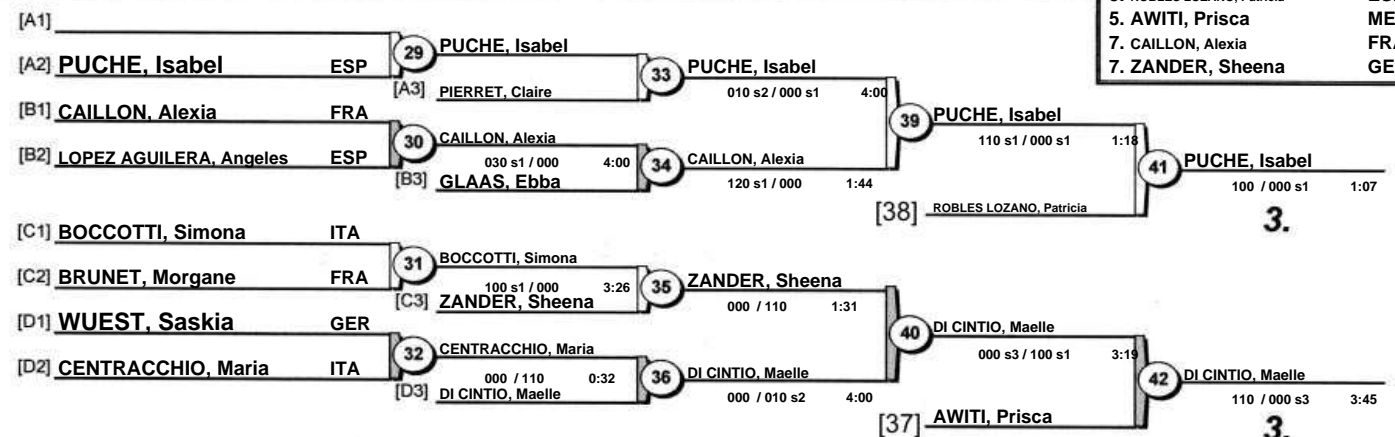 ROBLES LOZANO, Patricia
5. AWITI, Prisca ME
7. CAILLON, Alexia FRA
7. ZANDER, Sheena GE
[A1]
[A2] PUCHE, Isabel ESP
29 PUCHE, Isabel
[A3] PIERRET, Claire
33 PUCHE, Isabel
010 s2 / 000 s1 4:00
[B1] CAILLON, Alexia FRA
[B2] LOPEZ AGUILERA, Angeles ESP
30 CAILLON, Alexia
030 s1 / 000 4:00
[B3] GLAAS, Ebba
34 CAILLON, Alexia
120 s1 / 000 1:44
39 PUCHE, Isabel
110 s1 / 000 s1 1:18
[38] ROBLES LOZANO, Patricia
41 PUCHE, Isabel
100 / 000 s1 1:07
3.
[C1] BOCCOTTI, Simona ITA
[C2] BRUNET, Morgane FRA
31 BOCCOTTI, Simona
100 s1 / 000 3:26
[C3] ZANDER, Sheena
35 ZANDER, Sheena
000 / 110 1:31
[D1] WUEST, Saskia GER
[D2] CENTRACCHIO, Maria ITA
32 CENTRACCHIO, Maria
000 / 110 0:32
[D3] DI CINTIO, Maelle
36 DI CINTIO, Maelle
000 / 010 s2 4:00
40 DI CINTIO, Maelle
000 s3 / 100 s1 3:19
[37] AWITI, Prisca
42 DI CINTIO, Maelle
110 / 000 s3 3:45
3.